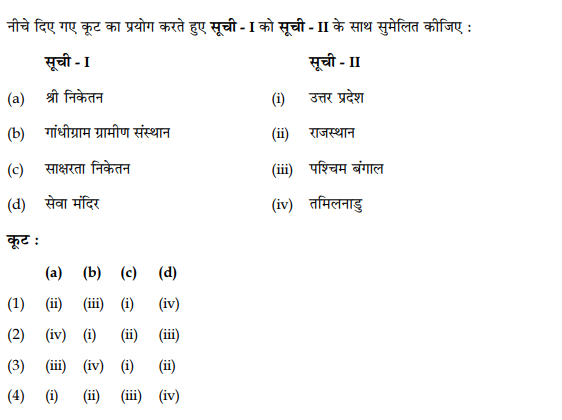 नीचे दिए गए कूट का प्रयोग करते हुए सूची - I को सूची - II के साथ सुमेलित कीजिए :
सूची - I सूची - II
(a) श्री निकेतन (i) उत्तर प्रदेश
(b) गांधीग्राम ग्रामीण संस्थान (ii) राजस्थान
(c) साक्षरता निकेतन (iii) पश्चिम बंगाल
(d) सेवा मंदिर (iv) तमिलनाडु
कूट :
(a) (b) (c) (d)
(1) (ii) (iii) (i) (iv)
(2) (iv) (i) (ii) (iii)
(3) (iii) (iv) (i) (ii)
(4) (i) (ii) (iii) (iv)